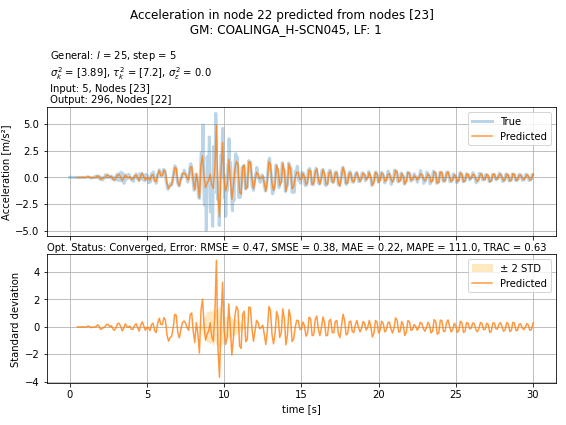 Acceleration in node 22 predicted from nodes [23]
GM: COALINGA_H-SCN045, LF: 1
General: l = 25, step = 5
σ²ₖ = [3.89], τ²ₖ = [7.2], σ²ε = 0.0
Input: 5, Nodes [23]
Output: 296, Nodes [22]
Acceleration [m/s²]
5.0
2.5
0.0
−2.5
−5.0
True
Predicted
Opt. Status: Converged, Error: RMSE = 0.47, SMSE = 0.38, MAE = 0.22, MAPE = 111.0, TRAC = 0.63
Standard deviation
4
2
0
−2
−4
± 2 STD
Predicted
0 5 10 15 20 25 30
time [s]